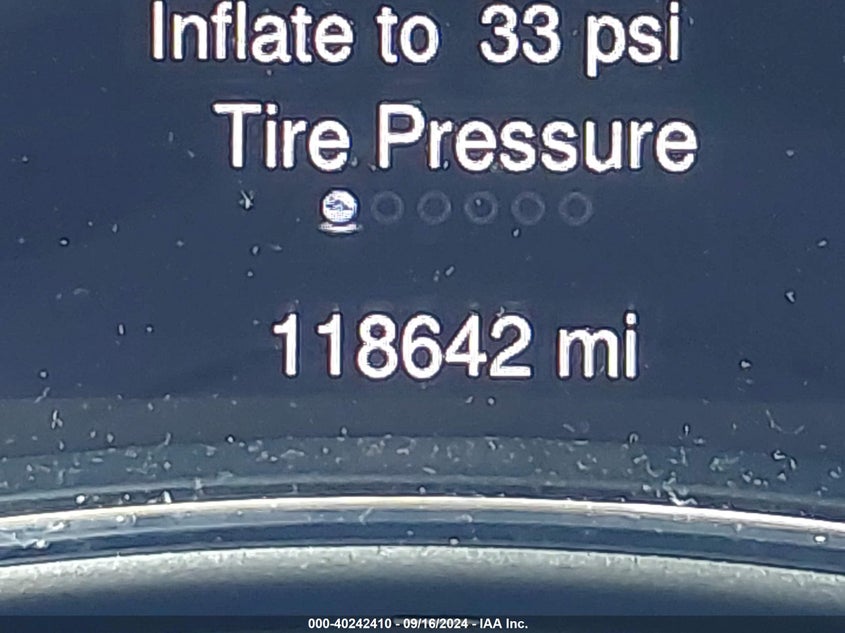 Inflate to 33 psi
Tire Pressure
118642 mi
000-40242410 - 09/16/2024 - IAA Inc.